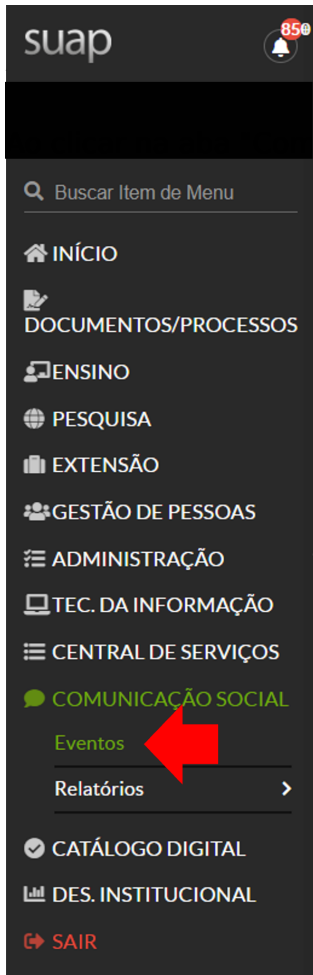 suap
850
Buscar Item de Menu
INÍCIO
DOCUMENTOS/PROCESSOS
ENSINO
PESQUISA
EXTENSÃO
GESTÃO DE PESSOAS
ADMINISTRAÇÃO
TEC. DA INFORMAÇÃO
CENTRAL DE SERVIÇOS
COMUNICAÇÃO SOCIAL
Eventos
Relatórios
CATÁLOGO DIGITAL
DES. INSTITUCIONAL
SAIR